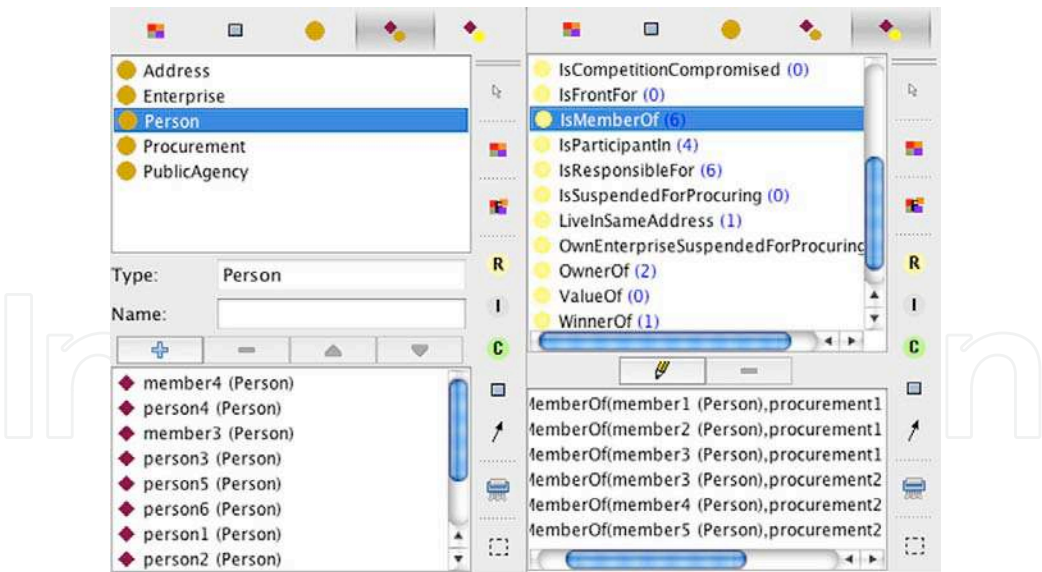 Address
Enterprise
Person
Procurement
PublicAgency
Type: Person
Name:
member4 (Person)
person4 (Person)
member3 (Person)
person3 (Person)
person5 (Person)
person6 (Person)
person1 (Person)
person2 (Person)
F
R
I
C
IsCompetitionCompromised (0)
IsFrontFor (0)
IsMemberOf (6)
IsParticipantIn (4)
IsResponsibleFor (6)
IsSuspendedForProcuring (0)
LiveInSameAddress (1)
OwnEnterpriseSuspendedForProcuring
OwnerOf (2)
ValueOf (0)
WinnerOf (1)
MemberOf(member1 (Person),procurement1
MemberOf(member2 (Person),procurement1
MemberOf(member3 (Person),procurement1
MemberOf(member3 (Person),procurement2
MemberOf(member4 (Person),procurement2
MemberOf(member5 (Person),procurement2
F
R
I
C